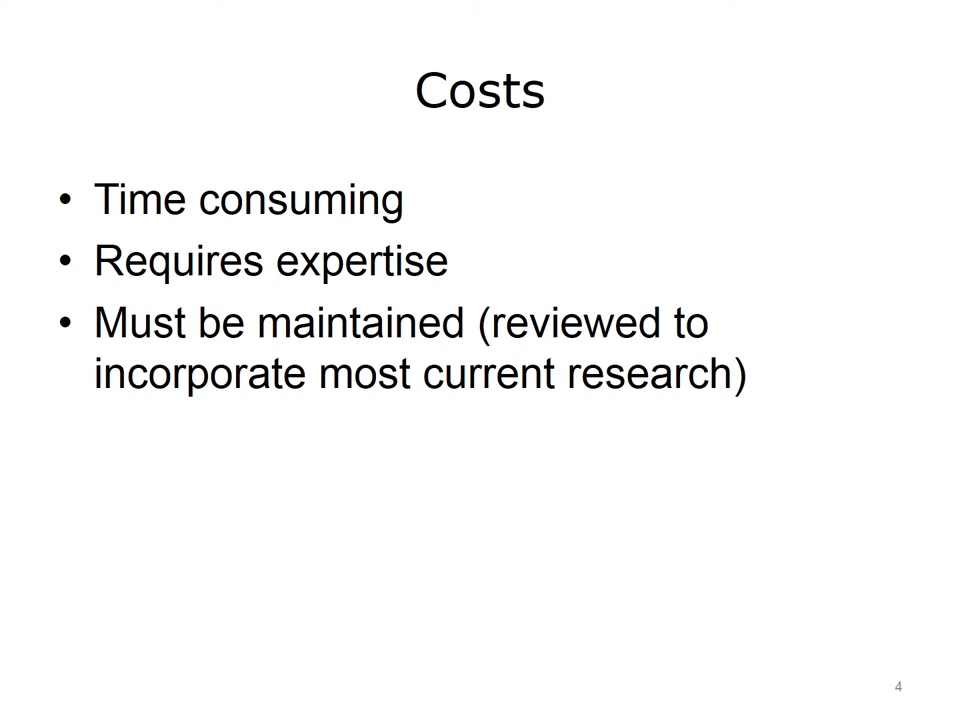 Costs
• Time consuming
• Requires expertise
• Must be maintained (reviewed to
incorporate most current research)
4